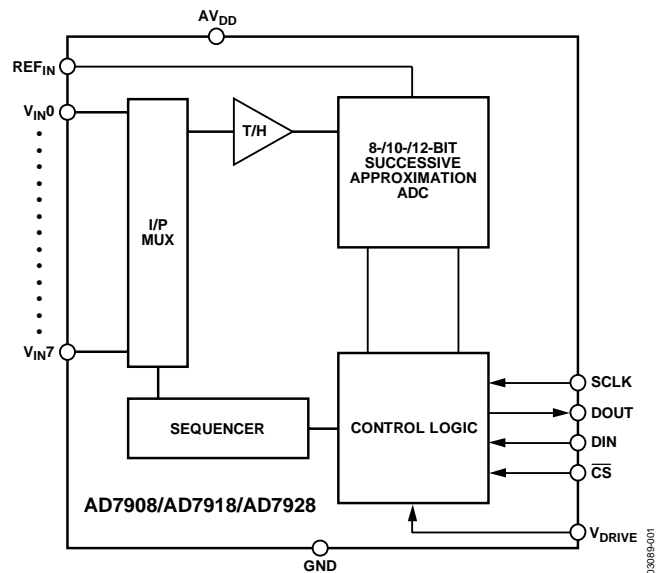 AVDD
REFIN
VIN0
T/H
8-/10-/12-BIT
SUCCESSIVE
APPROXIMATION
ADC
I/P
MUX
VIN7
SCLK
DOUT
SEQUENCER
CONTROL LOGIC
DIN
CS
AD7908/AD7918/AD7928
VDRIVE
GND
03089-001